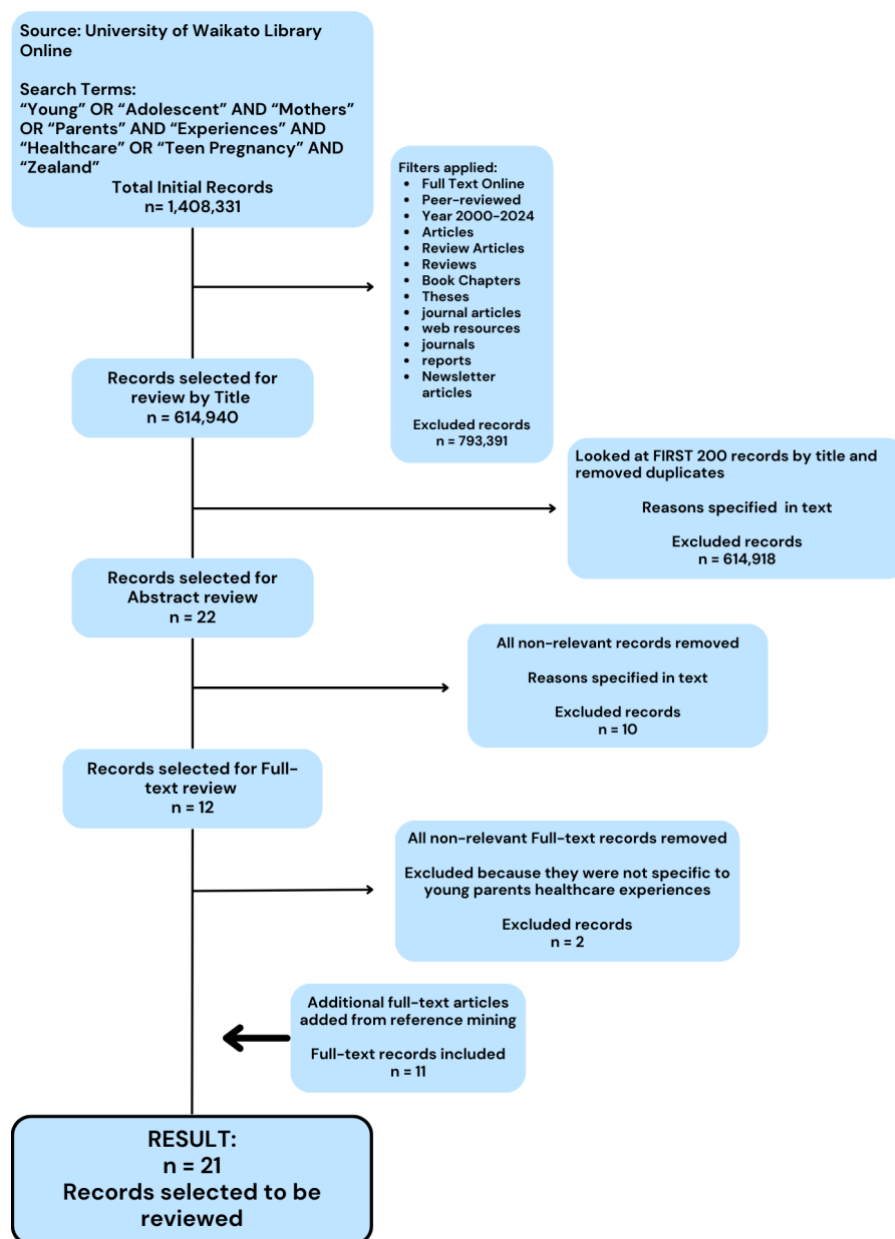 Source: University of Waikato Library
Online
Search Terms:
“Young” OR “Adolescent” AND “Mothers”
OR “Parents” AND “Experiences” AND
“Healthcare” OR “Teen Pregnancy” AND
“Zealand”
Total Initial Records
n= 1,408,331
Filters applied:
• Full Text Online
• Peer-reviewed
• Year 2000-2024
• Articles
• Review Articles
• Reviews
• Book Chapters
• Theses
• journal articles
• web resources
• journals
• reports
• Newsletter
articles
Excluded records
n = 793,391
Records selected for
review by Title
n = 614,940
Looked at FIRST 200 records by title and
removed duplicates
Reasons specified in text
Excluded records
n = 614,918
Records selected for
Abstract review
n = 22
All non-relevant records removed
Reasons specified in text
Excluded records
n = 10
Records selected for Full-
text review
n = 12
All non-relevant Full-text records removed
Excluded because they were not specific to
young parents healthcare experiences
Excluded records
n = 2
Additional full-text articles
added from reference mining
Full-text records included
n = 11
RESULT:
n = 21
Records selected to be
reviewed